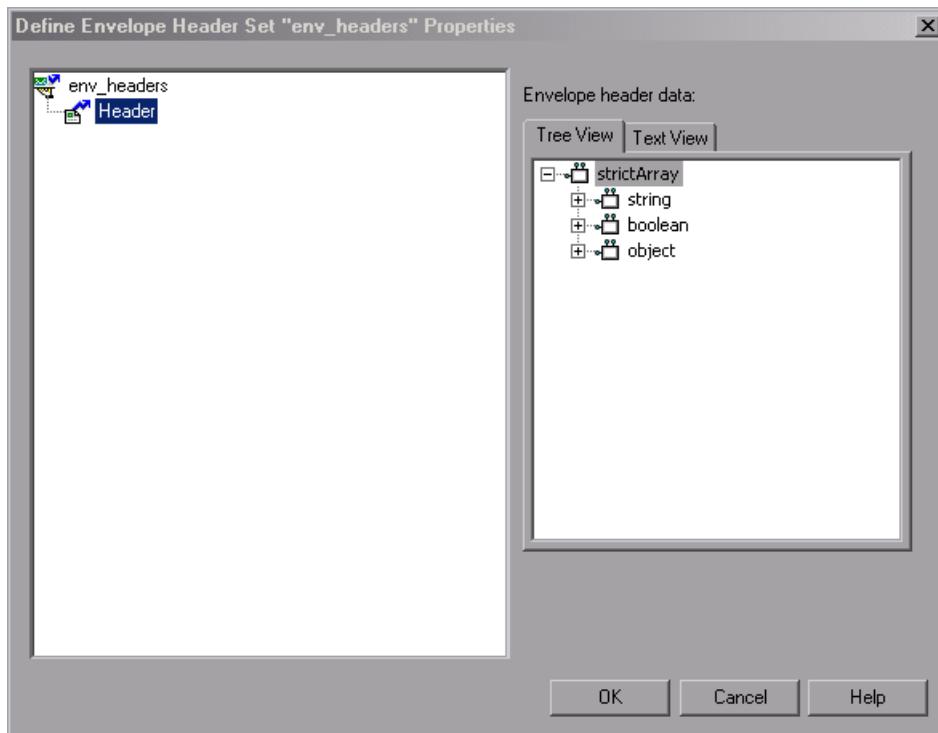 Define Envelope Header Set "env_headers" Properties
env_headers
Header
Envelope header data:
Tree View Text View
strictArray
string
boolean
object
OK Cancel Help